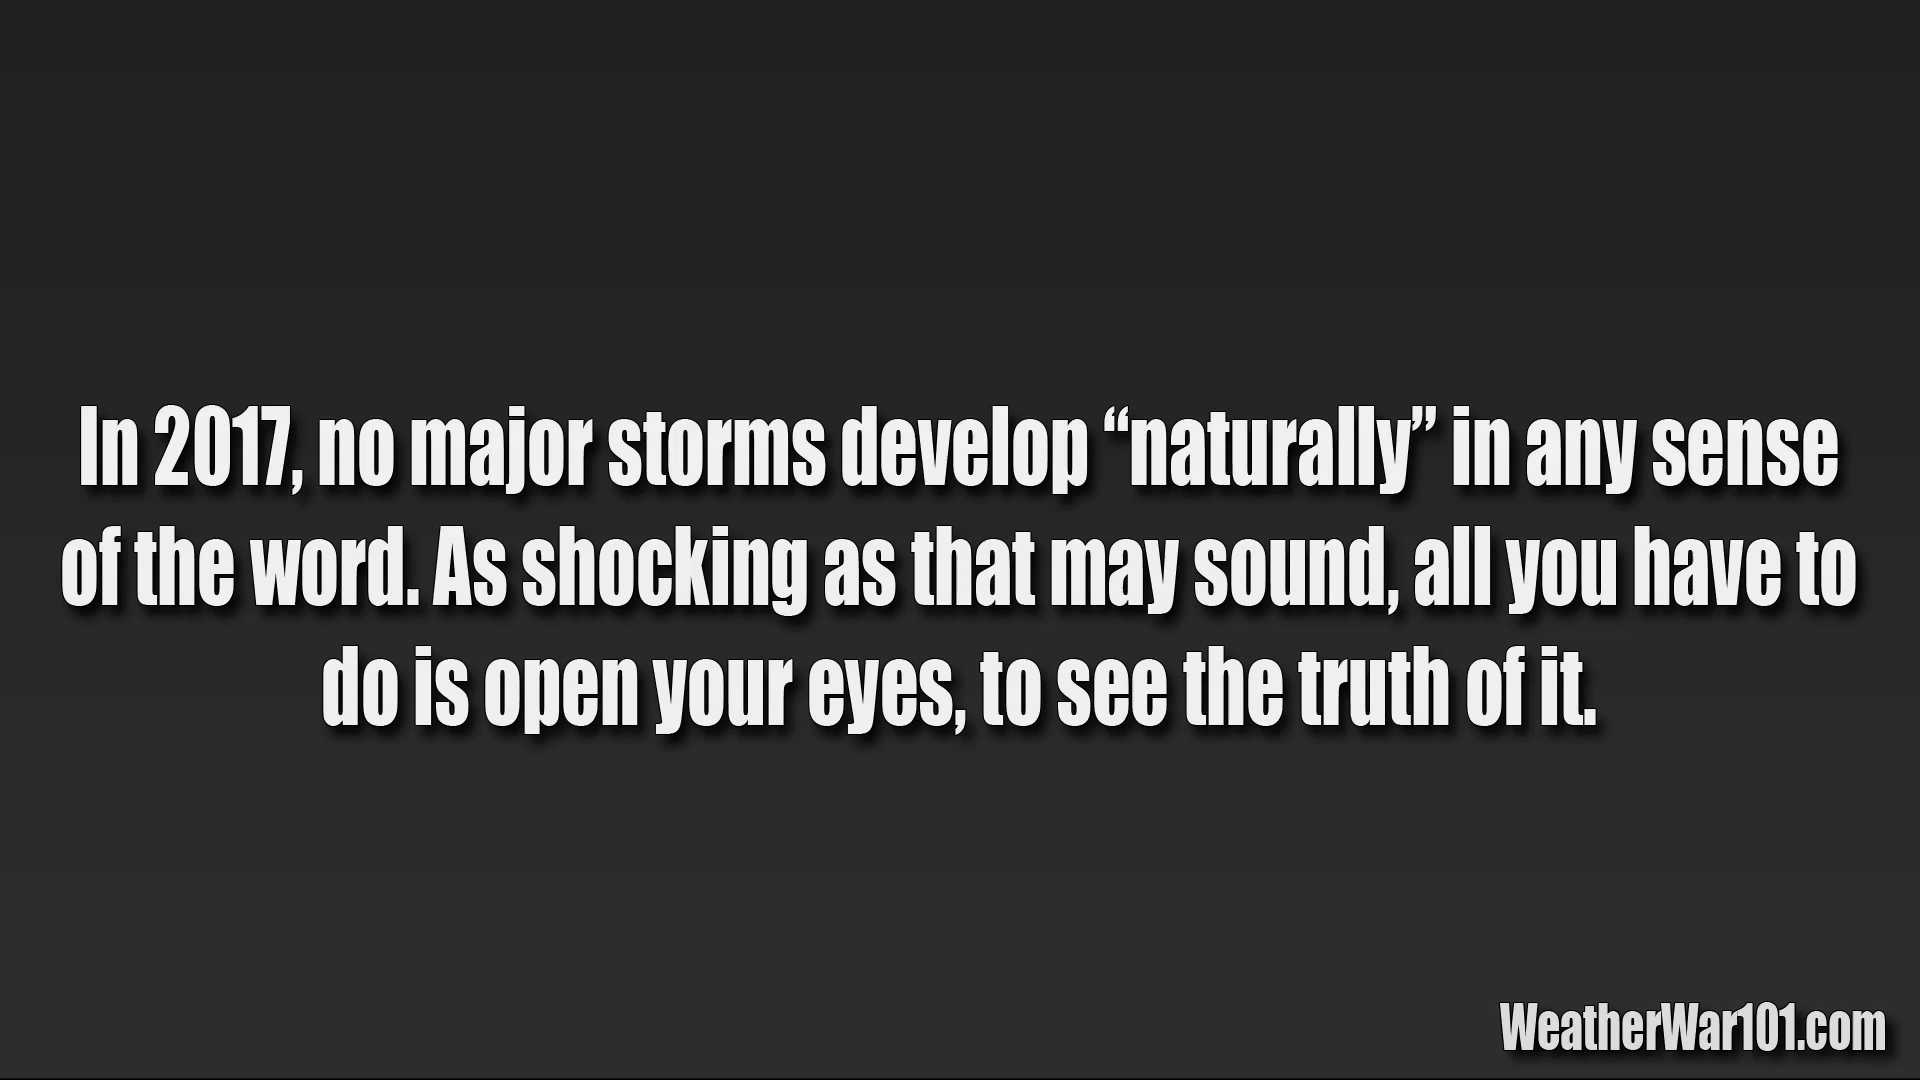 In 2017, no major storms develop “naturally” in any sense
of the word. As shocking as that may sound, all you have to
do is open your eyes, to see the truth of it.
WeatherWar101.com